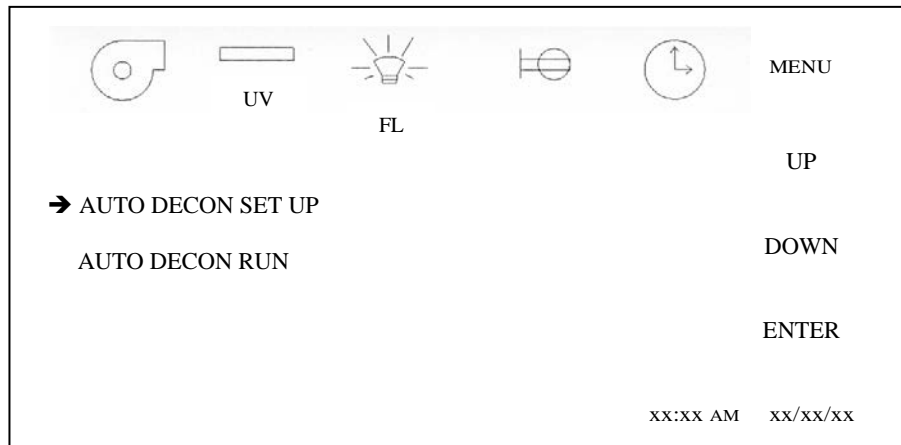 MENU
UV
FL
UP
➔ AUTO DECON SET UP
DOWN
AUTO DECON RUN
ENTER
xx:xx AM xx/xx/xx